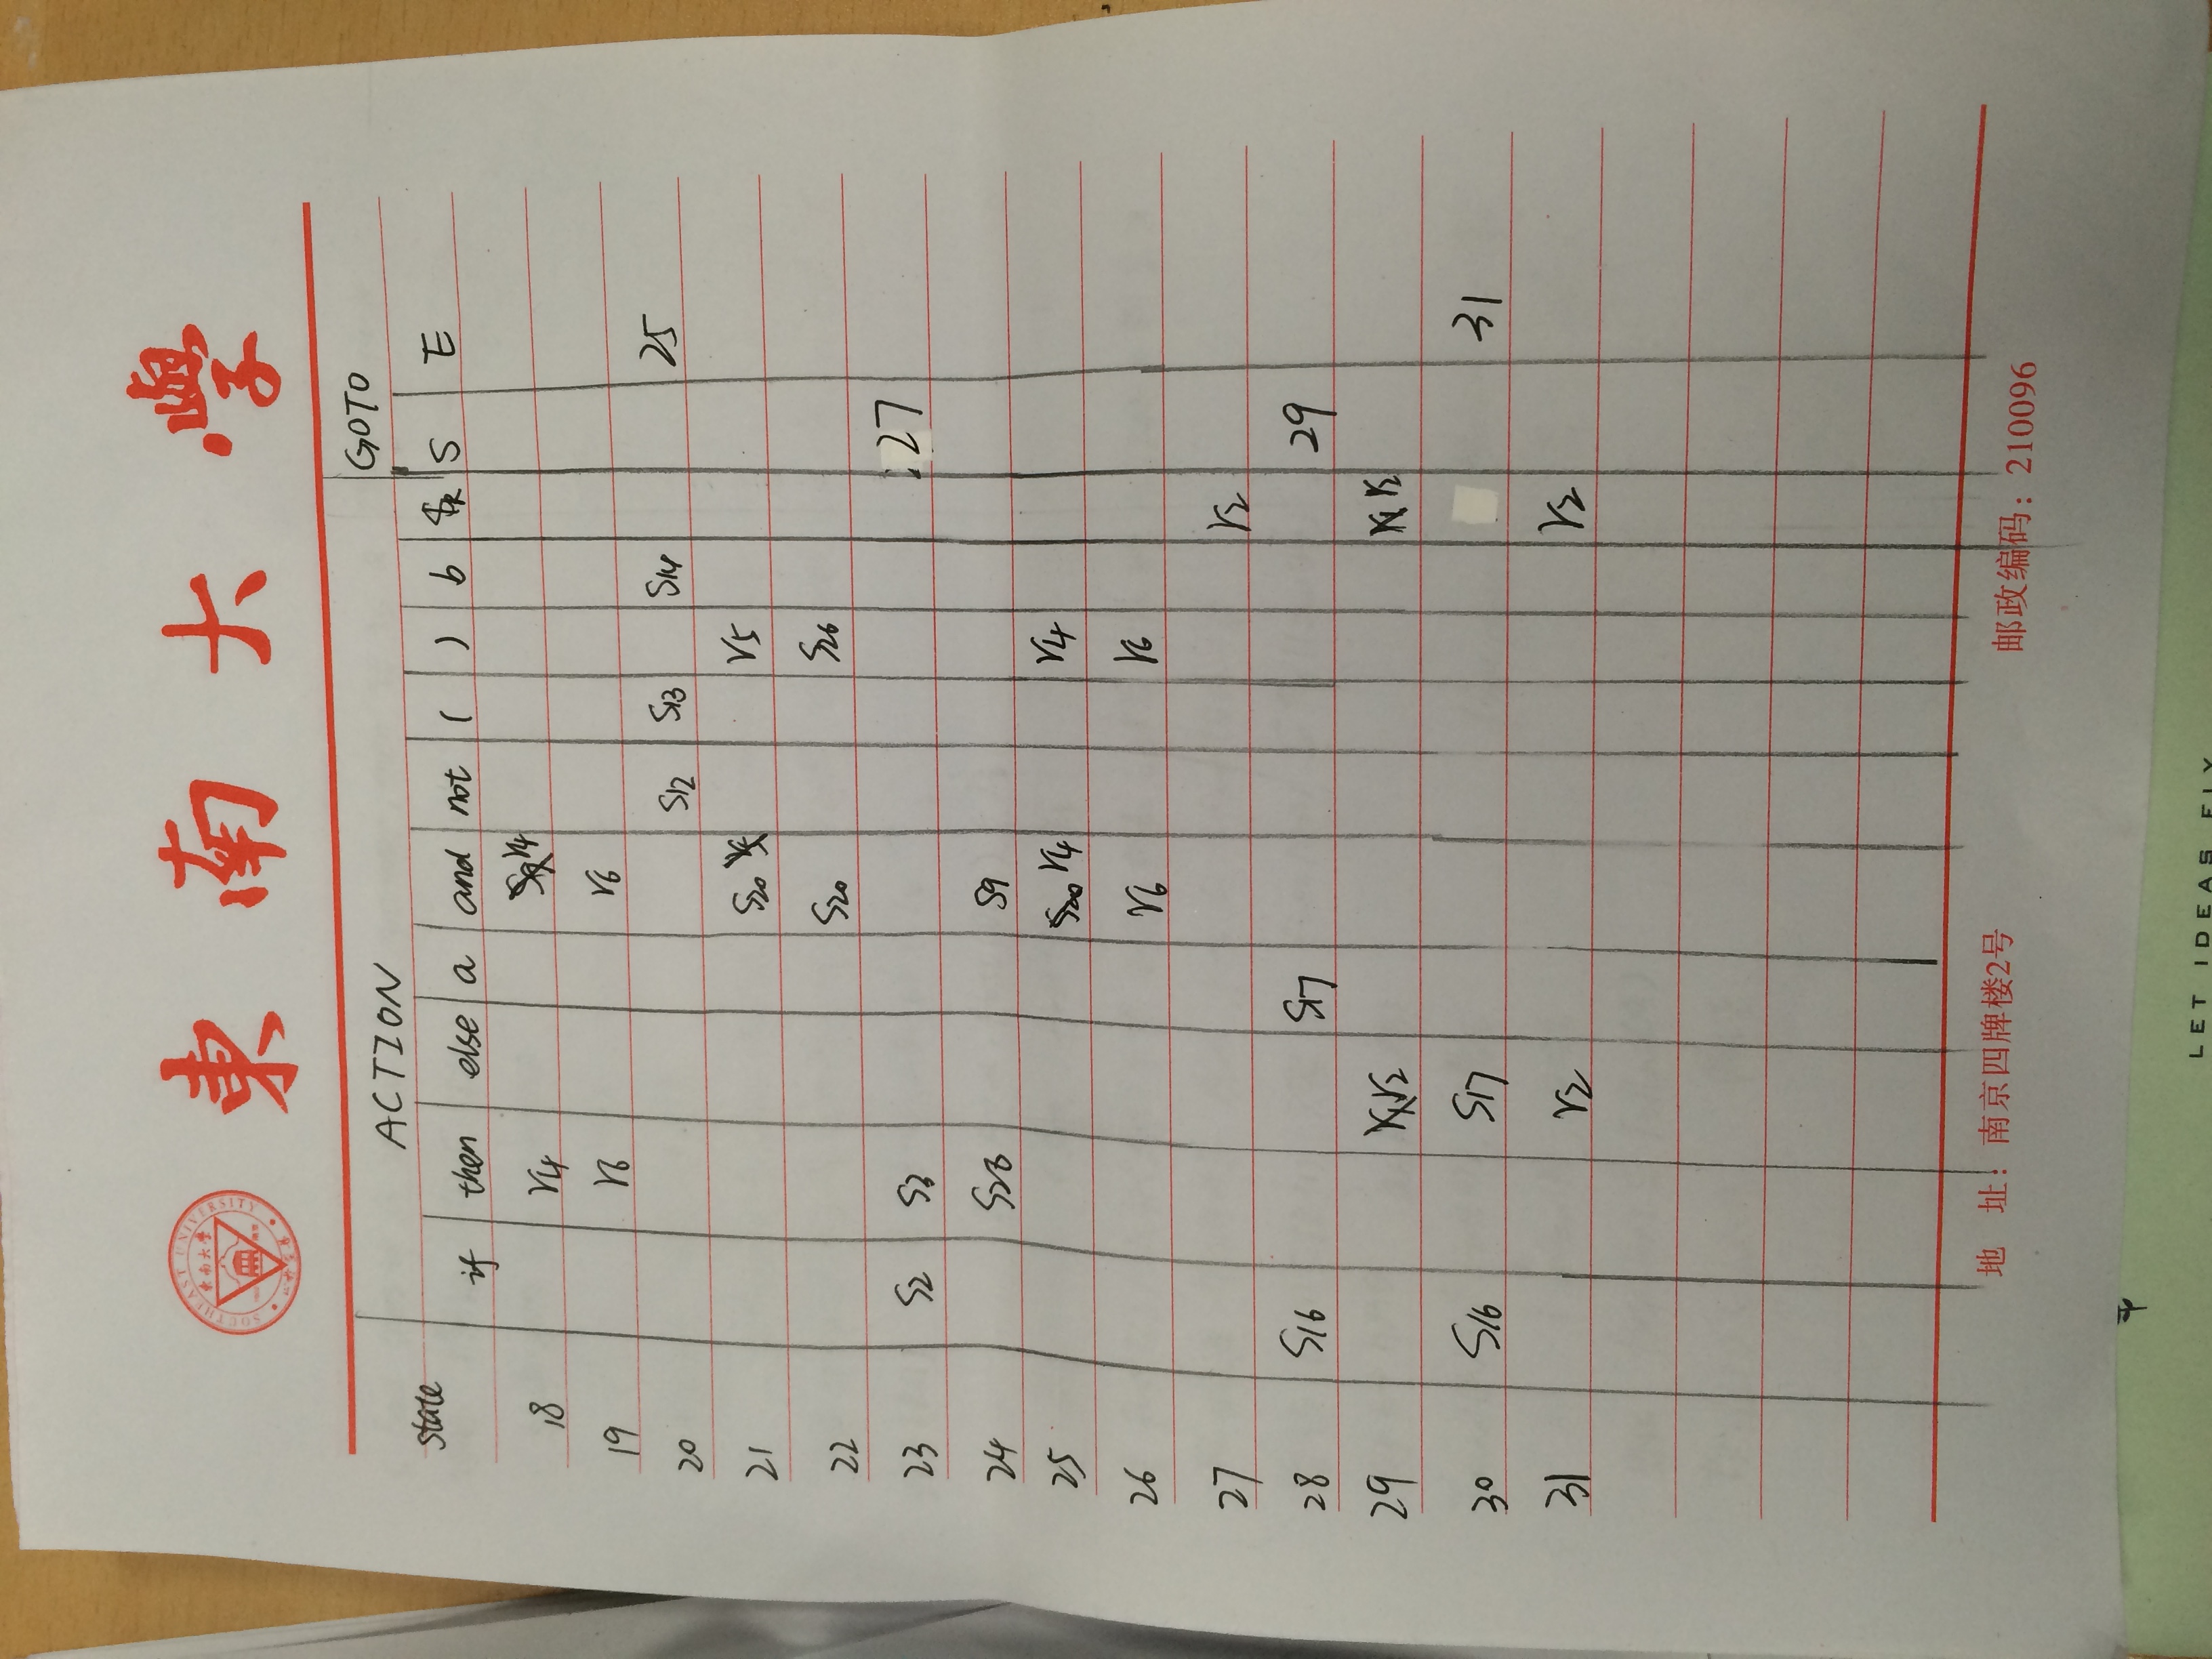 SOUTHEAST UNIVERSITY
東南大學
東南大學
ACTION GOTO
state if then else a and not ( ) b $R S E
18 r4 r4
19 r6 r6
20 S12 S13 S14 25
21 S20 r5
22 S20 S26
23 S2 S3 27
24 S28 S9
25 S20 r4 r4
26 r6 r6
27 r2
28 S16 S17 29
29 r2 r2
30 S16 S17 31
31 r2 r2
地 址：南京四牌楼2号 邮政编码：210096
LET IDEAS FLY